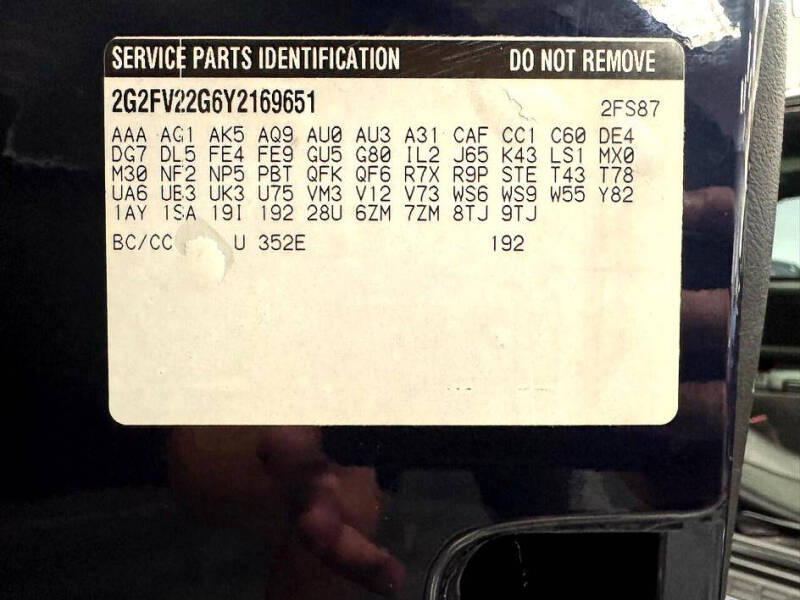 SERVICE PARTS IDENTIFICATION DO NOT REMOVE
2G2FV22G6Y2169651 2FS87
AAA AG1 AK5 AQ9 AU0 AU3 A31 CAF CC1 C60 DE4
DG7 DL5 FE4 FE9 GU5 G80 IL2 J65 K43 LS1 MX0
M30 NF2 NP5 PBT QFK QF6 R7X R9P STE T43 T78
UA6 UE3 UK3 U75 VM3 V12 V73 WS6 WS9 W55 Y82
1AY 1SA 19I 192 28U 6ZM 7ZM 8TJ 9TJ
BC/CC U 352E 192